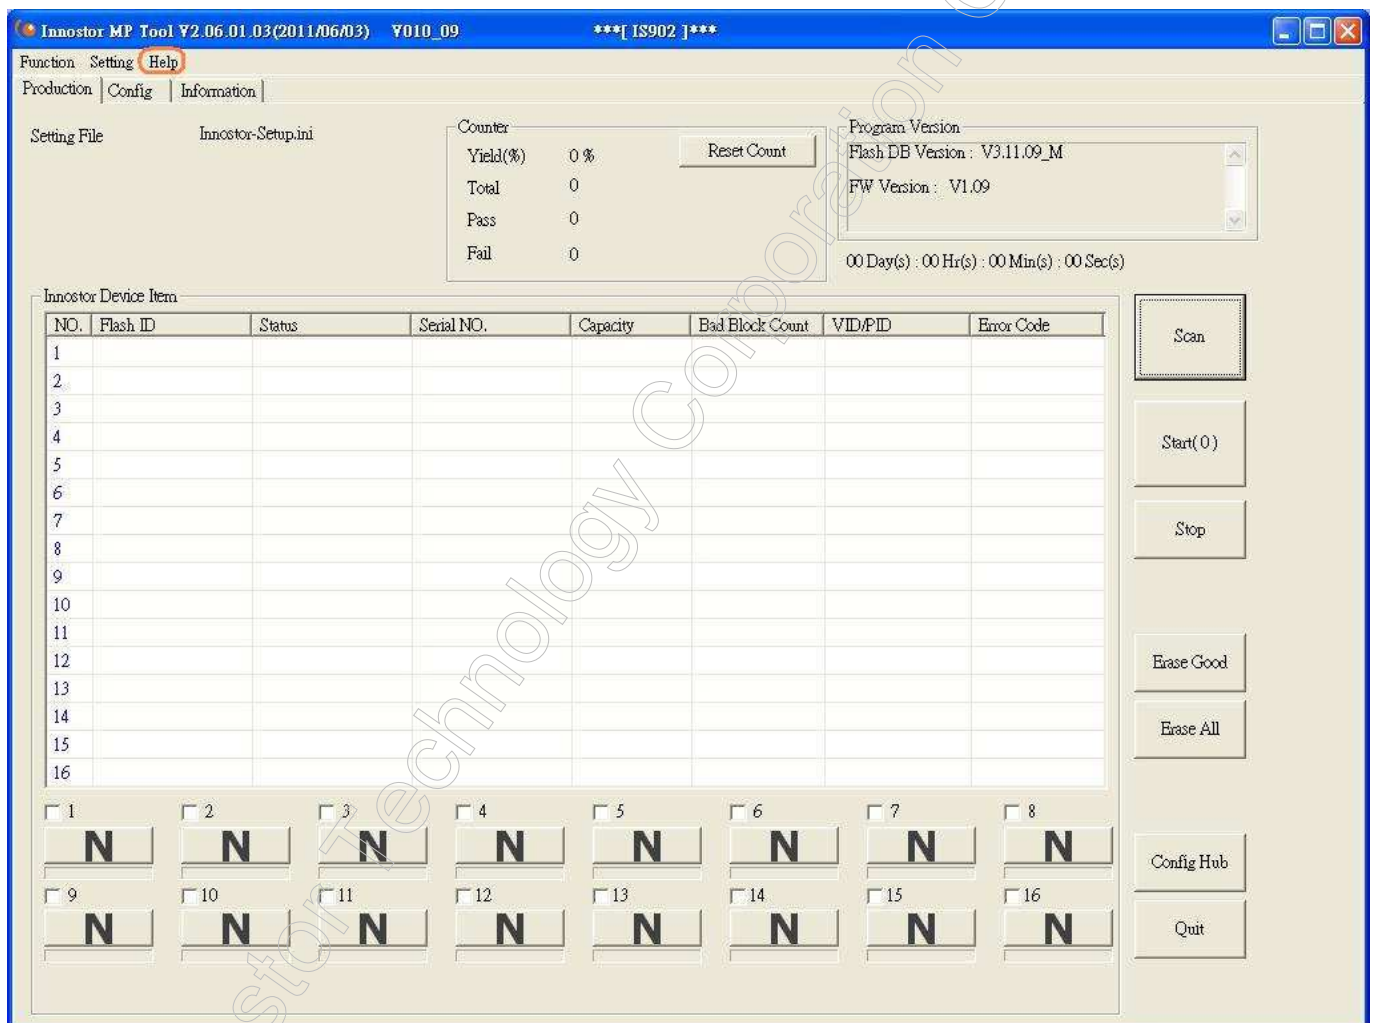 Innostor MP Tool V2.06.01.03(2011/06/03) V010_09 ***[ IS902 ]***
Function Setting Help
Production Config Information
Setting File Innostor-Setup.ini
Counter
Yield(%) 0 %
Reset Count
Total 0
Pass 0
Fail 0
Program Version
Flash DB Version : V3.11.09_M
FW Version : V1.09
00 Day(s) : 00 Hr(s) : 00 Min(s) : 00 Sec(s)
Innostor Device Item
NO. Flash ID Status Serial NO. Capacity Bad Block Count VID/PID Error Code
1
2
3
4
5
6
7
8
9
10
11
12
13
14
15
16
Scan
Start( 0 )
Stop
Erase Good
Erase All
Config Hub
Quit
1 2 3 4 5 6 7 8
N N N N N N N N
9 10 11 12 13 14 15 16
N N N N N N N N
stor Technology Corporation